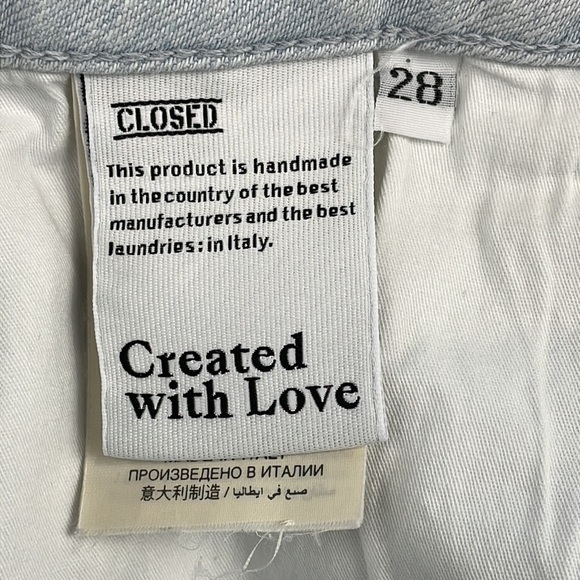 CLOSED
28
This product is handmade
in the country of the best
manufacturers and the best
laundries: in Italy.
Created
with Love
ПРОИЗВЕДЕНО В ИТАЛИИ
意大利制造 / صنع في ايطاليا